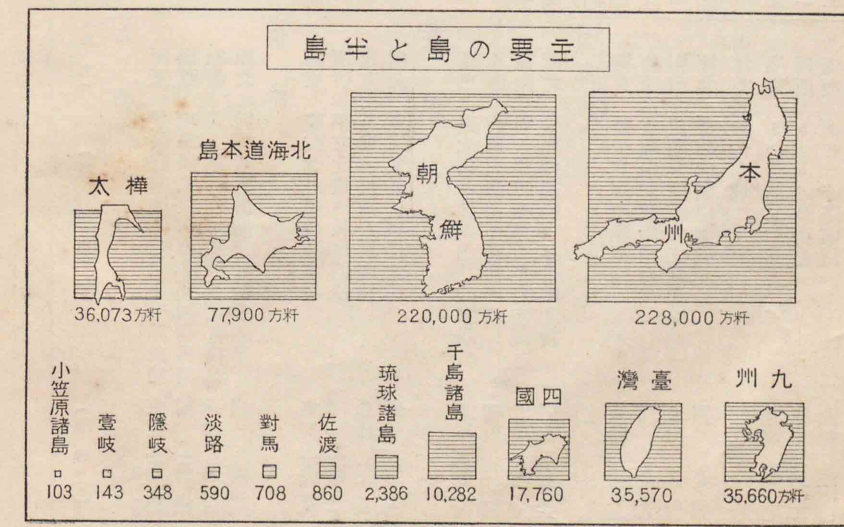 主要の島と半島
本州
228,000方粁
朝鮮
220,000方粁
北海道本島
77,900方粁
樺太
36,073方粁
九州
35,660方粁
臺灣
35,570
四國
17,760
千島諸島
10,282
琉球諸島
2,386
佐渡
860
對馬
708
淡路
590
隱岐
348
壹岐
143
小笠原諸島
103